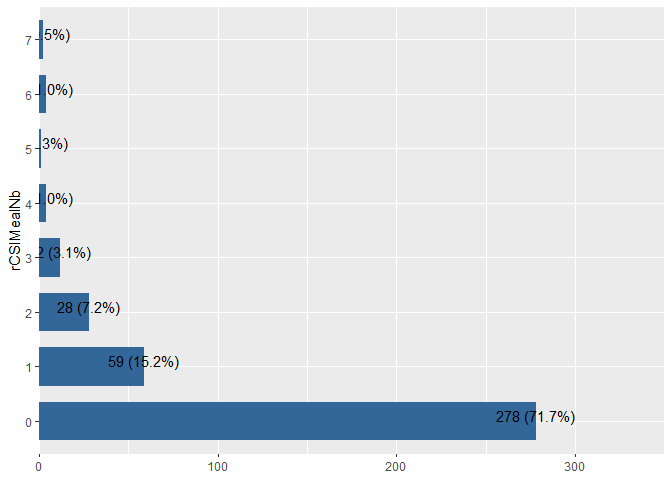 7 5%)
6 .0%)
5 3%)
4 .0%)
rCSIMealNb
3 2 (3.1%)
2 28 (7.2%)
1 59 (15.2%)
0 278 (71.7%)
0 100 200 300